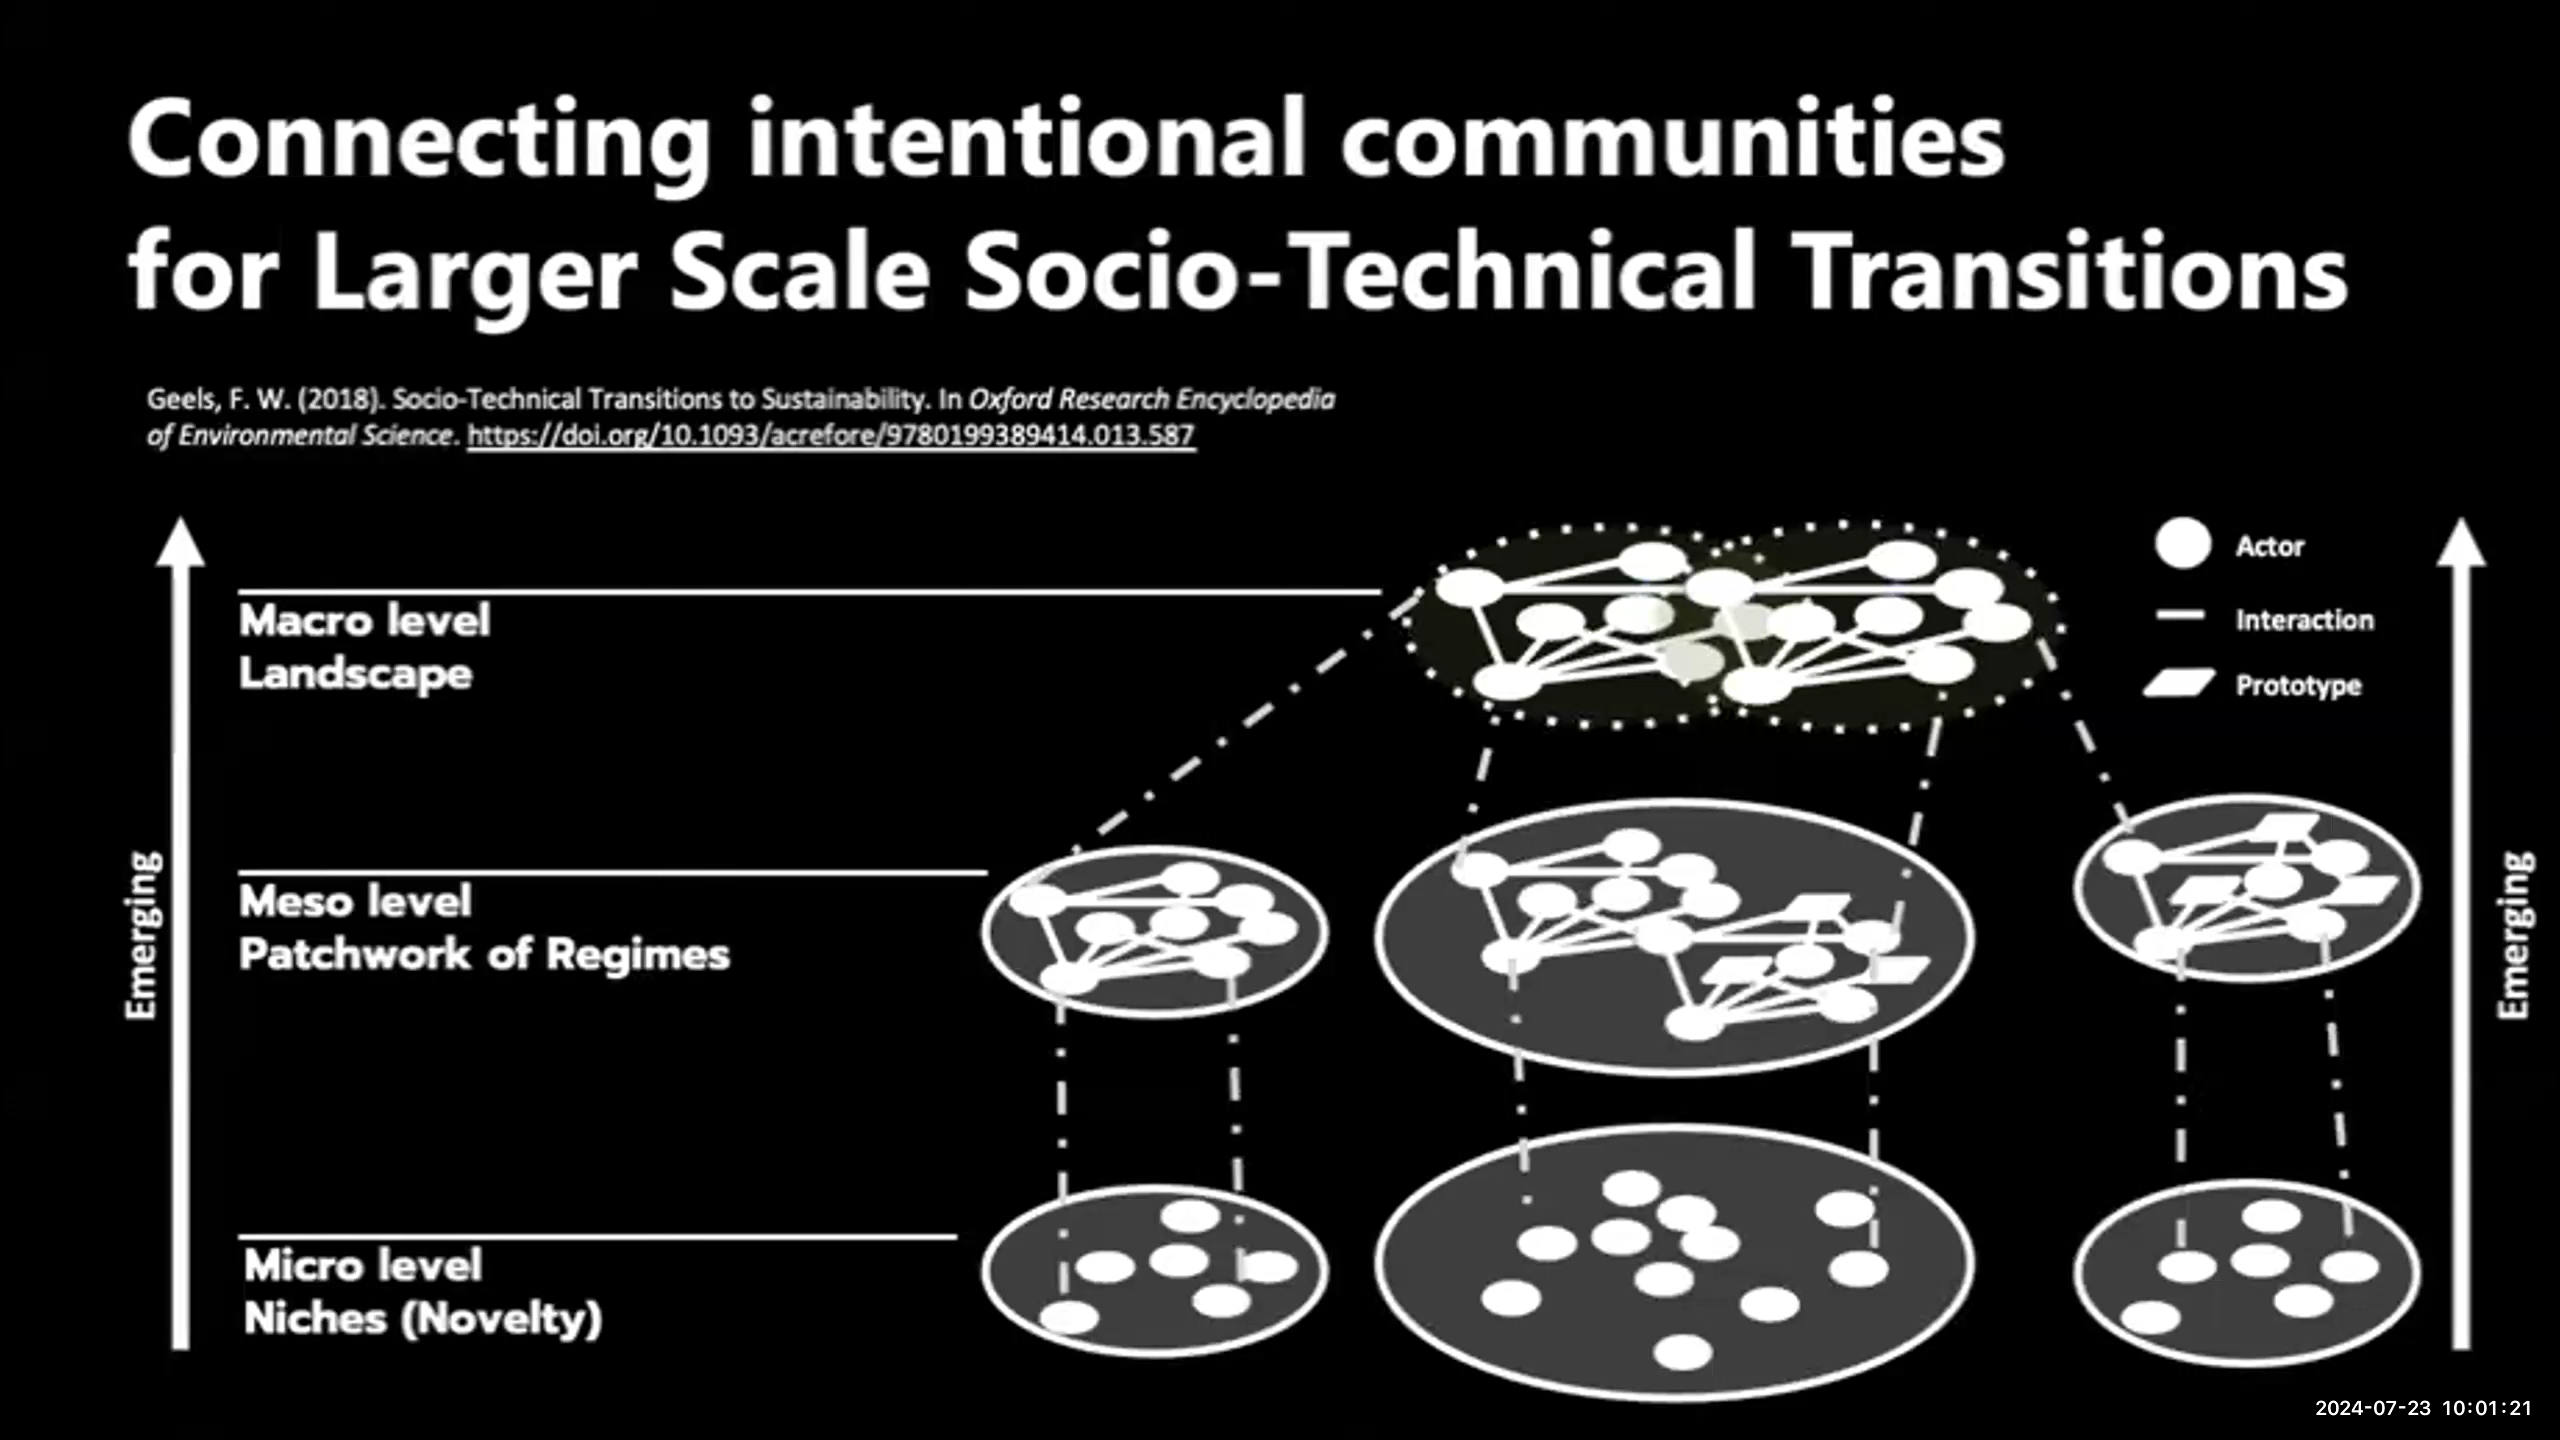 Connecting intentional communities
for Larger Scale Socio-Technical Transitions
Geels, F. W. (2018). Socio-Technical Transitions to Sustainability. In Oxford Research Encyclopedia
of Environmental Science. https://doi.org/10.1093/acrefore/9780199389414.013.587
Actor
Interaction
Prototype
Macro level
Landscape
Meso level
Patchwork of Regimes
Emerging
Emerging
Micro level
Niches (Novelty)
2024-07-23 10:01:21